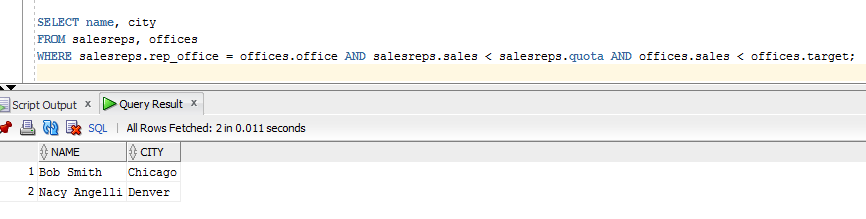 SELECT name, city
FROM salesreps, offices
WHERE salesreps.rep_office = offices.office AND salesreps.sales < salesreps.quota AND offices.sales < offices.target;
Script Output x Query Result x
SQL | All Rows Fetched: 2 in 0.011 seconds
NAME CITY
1 Bob Smith Chicago
2 Nacy Angelli Denver